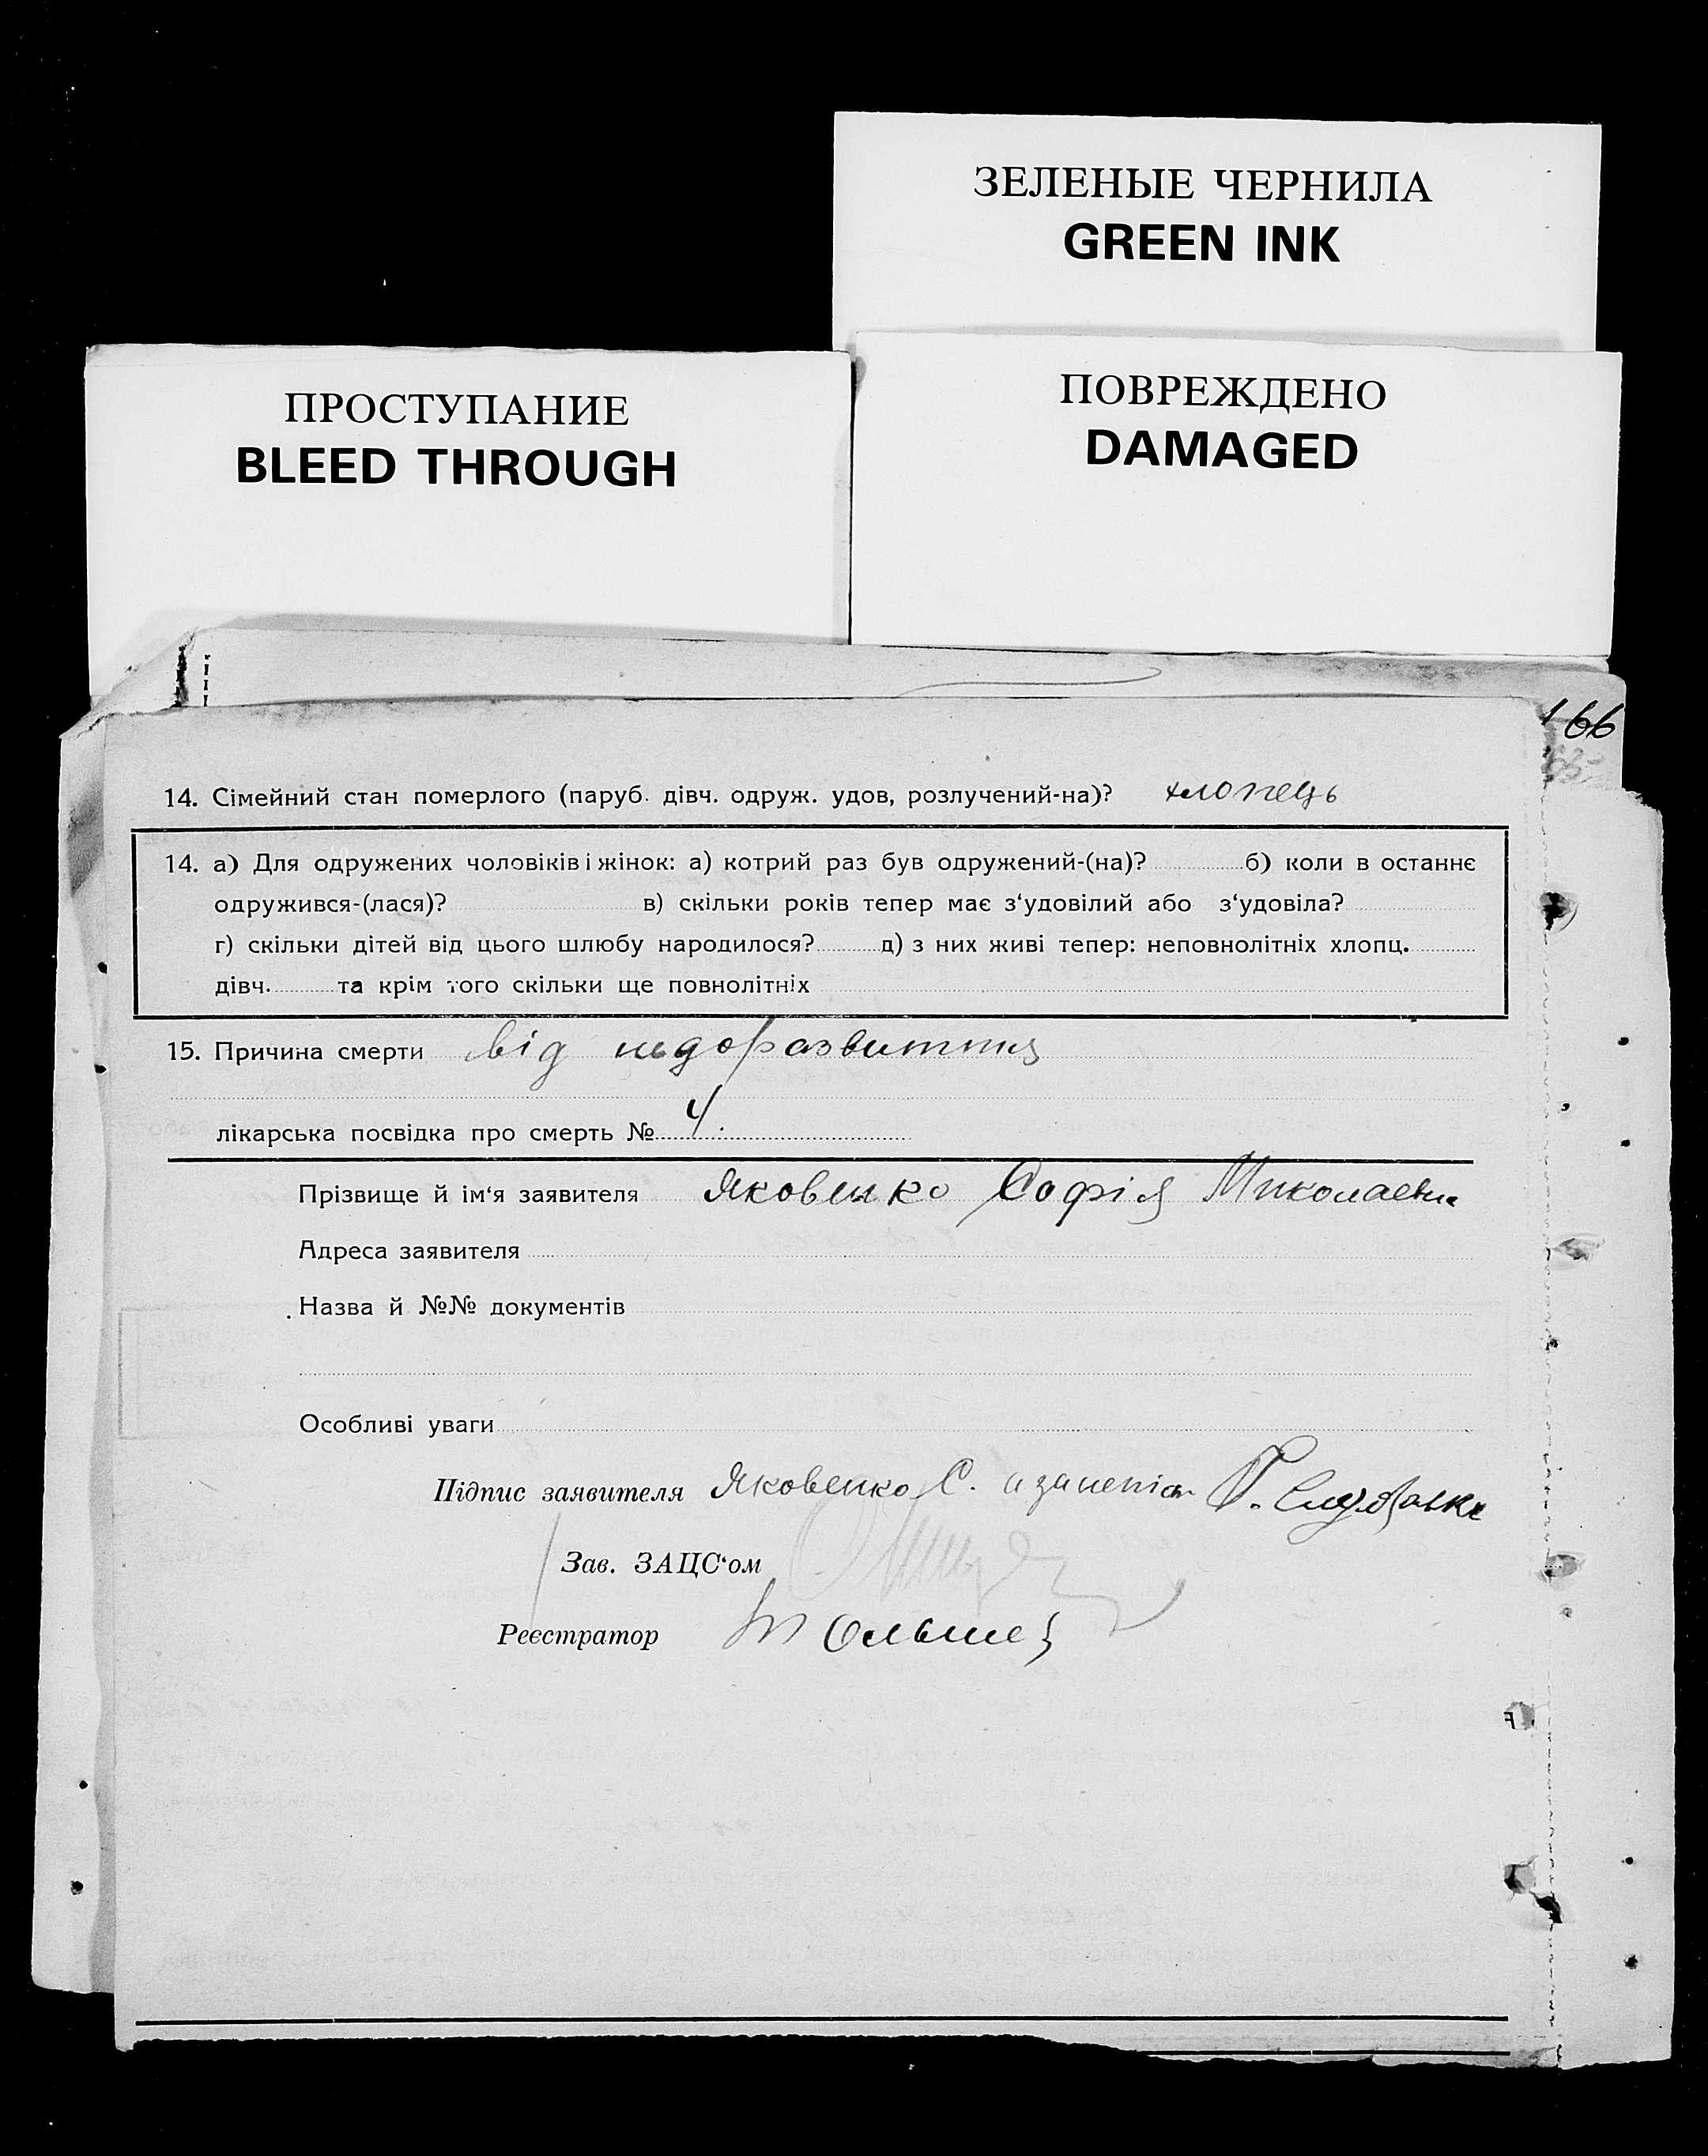 ЗЕЛЕНЫЕ ЧЕРНИЛА
GREEN INK
ПРОСТУПАНИЕ
BLEED THROUGH
ПОВРЕЖДЕНО
DAMAGED
166
14. Сімейний стан померлого (паруб. дівч. одруж. удов, розлучений-на)? хлопець
14. а) Для одружених чоловіків і жінок: а) котрий раз був одружений-(на)? б) коли в останнє
одружився-(лася)? в) скільки років тепер має з‘удовілий або з‘удовіла?
г) скільки дітей від цього шлюбу народилося? д) з них живі тепер: неповнолітніх хлопц.
дівч. та крім того скільки ще повнолітніх
15. Причина смерти від недоразвиття
лікарська посвідка про смерть № 4.
Прізвище й ім‘я заявителя Яковенко Софія Миколаевна
Адреса заявителя
Назва й №№ документів
Особливі уваги
Підпис заявителя Яковенко С.
Зав. ЗАЦС‘ом
Реєстратор